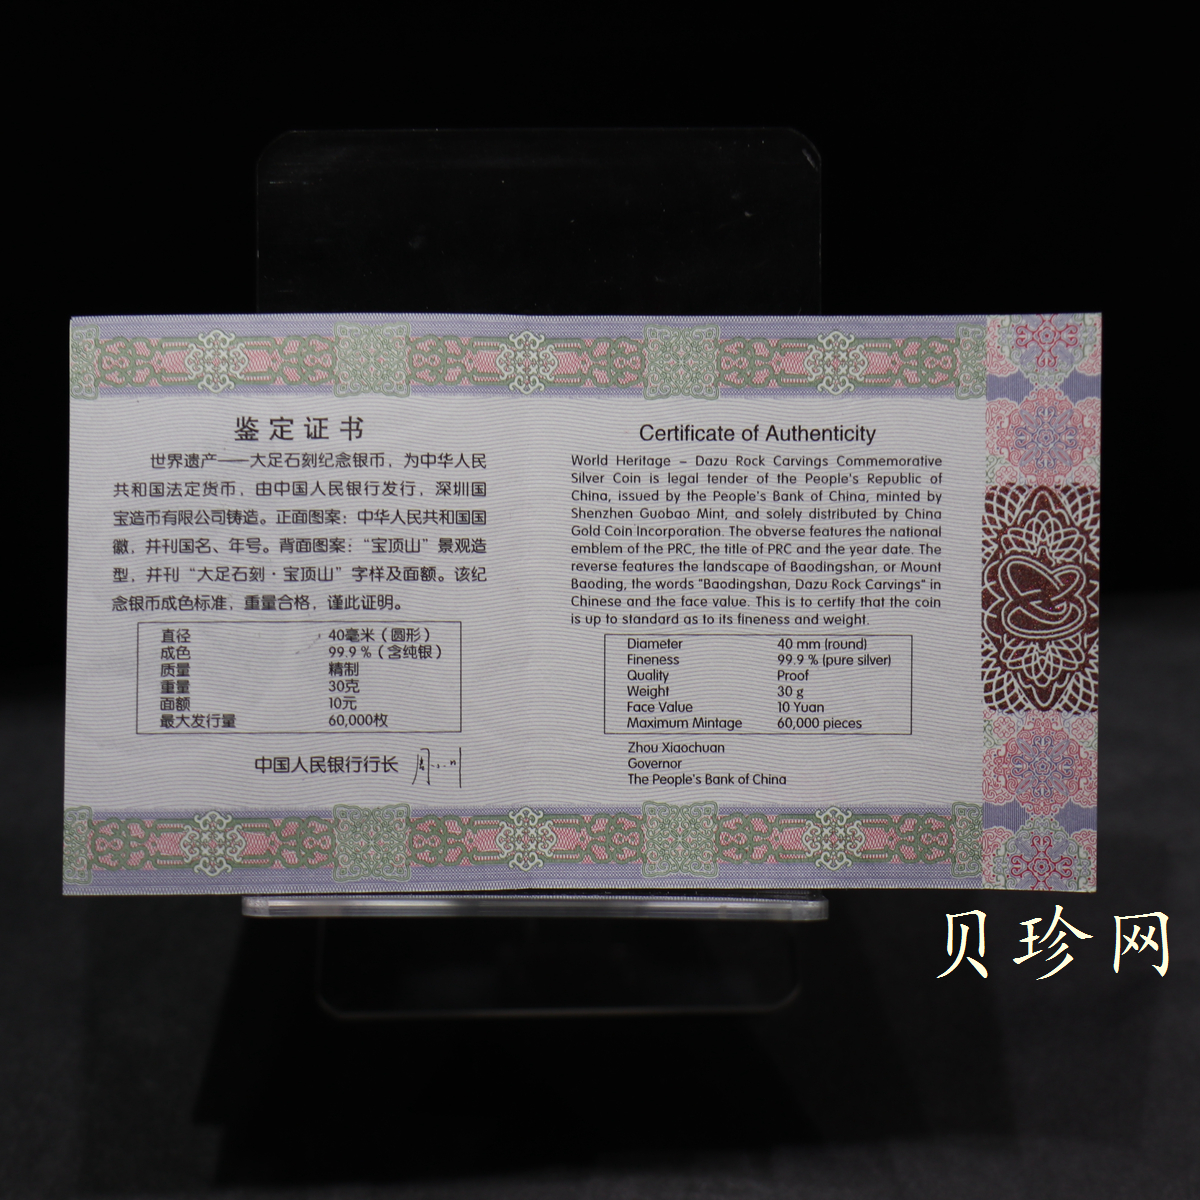 鉴定证书
世界遗产——大足石刻纪念银币，为中华人民
共和国法定货币，由中国人民银行发行，深圳国
宝造币有限公司铸造。正面图案：中华人民共和国国
徽，并刊国名、年号。背面图案：“宝顶山”景观造
型，并刊“大足石刻·宝顶山”字样及面额。该纪
念银币成色标准，重量合格，谨此证明。
直径 40毫米（圆形）
成色 99.9％（含纯银）
质量 精制
重量 30克
面额 10元
最大发行量 60,000枚
中国人民银行行长
Certificate of Authenticity
World Heritage – Dazu Rock Carvings Commemorative
Silver Coin is legal tender of the People's Republic of
China, issued by the People's Bank of China, minted by
Shenzhen Guobao Mint, and solely distributed by China
Gold Coin Incorporation. The obverse features the national
emblem of the PRC, the title of PRC and the year date. The
reverse features the landscape of Baodingshan, or Mount
Baoding, the words "Baodingshan, Dazu Rock Carvings" in
Chinese and the face value. This is to certify that the coin
is up to standard as to its fineness and weight.
Diameter 40 mm (round)
Fineness 99.9 % (pure silver)
Quality Proof
Weight 30 g
Face Value 10 Yuan
Maximum Mintage 60,000 pieces
Zhou Xiaochuan
Governor
The People's Bank of China
贝珍网